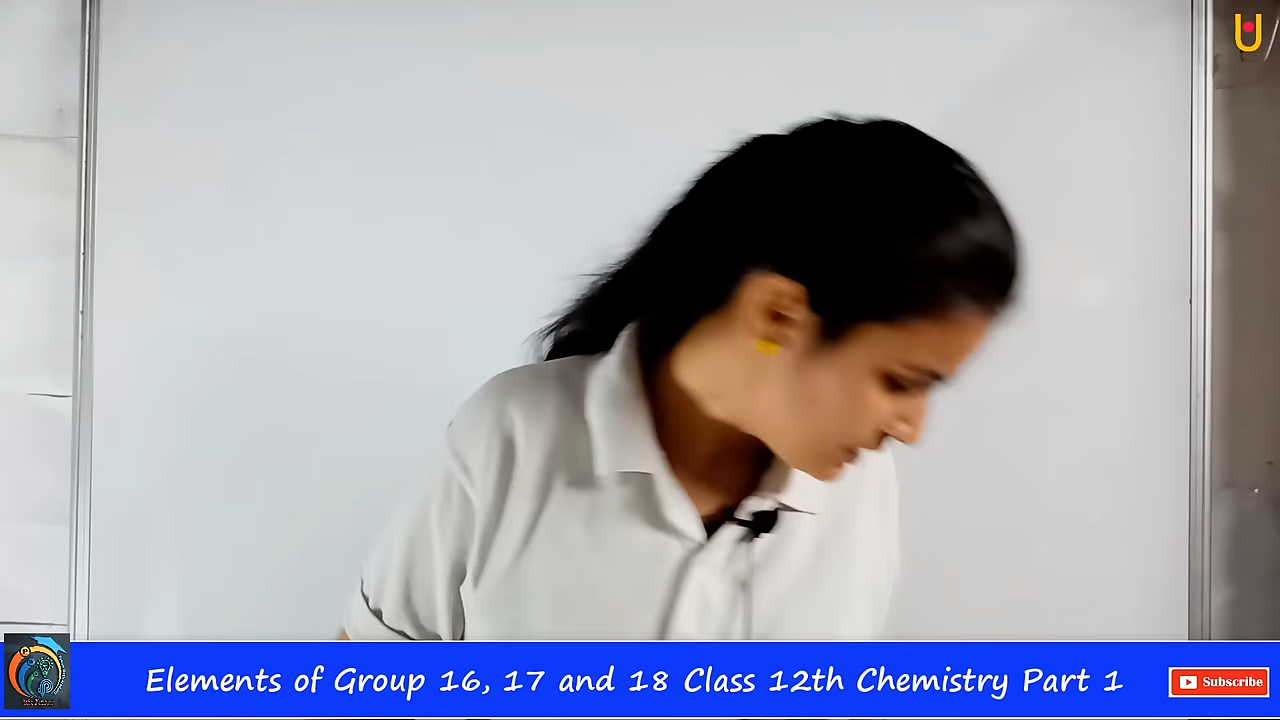 U
Elements of Group 16, 17 and 18 Class 12th Chemistry Part 1
Subscribe